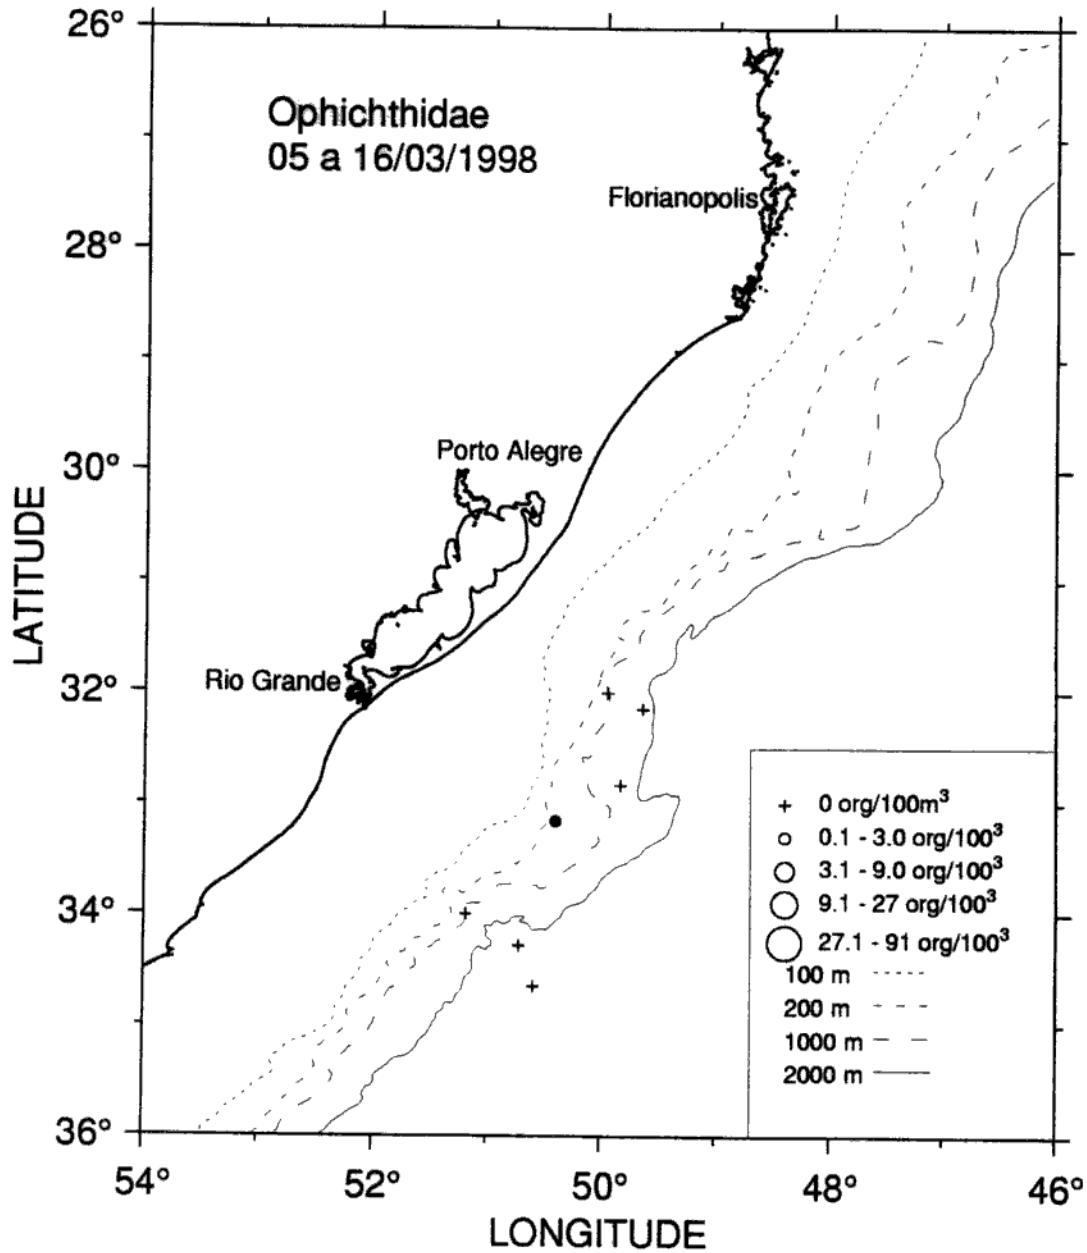 26°
Ophichthidae
05 a 16/03/1998
Florianopolis
28°
Porto Alegre
30°
LATITUDE
Rio Grande
32°
+ 0 org/100m³
0.1 - 3.0 org/100³
3.1 - 9.0 org/100³
34°
9.1 - 27 org/100³
27.1 - 91 org/100³
100 m
200 m
1000 m
2000 m
36°
54° 52° 50° 48° 46°
LONGITUDE